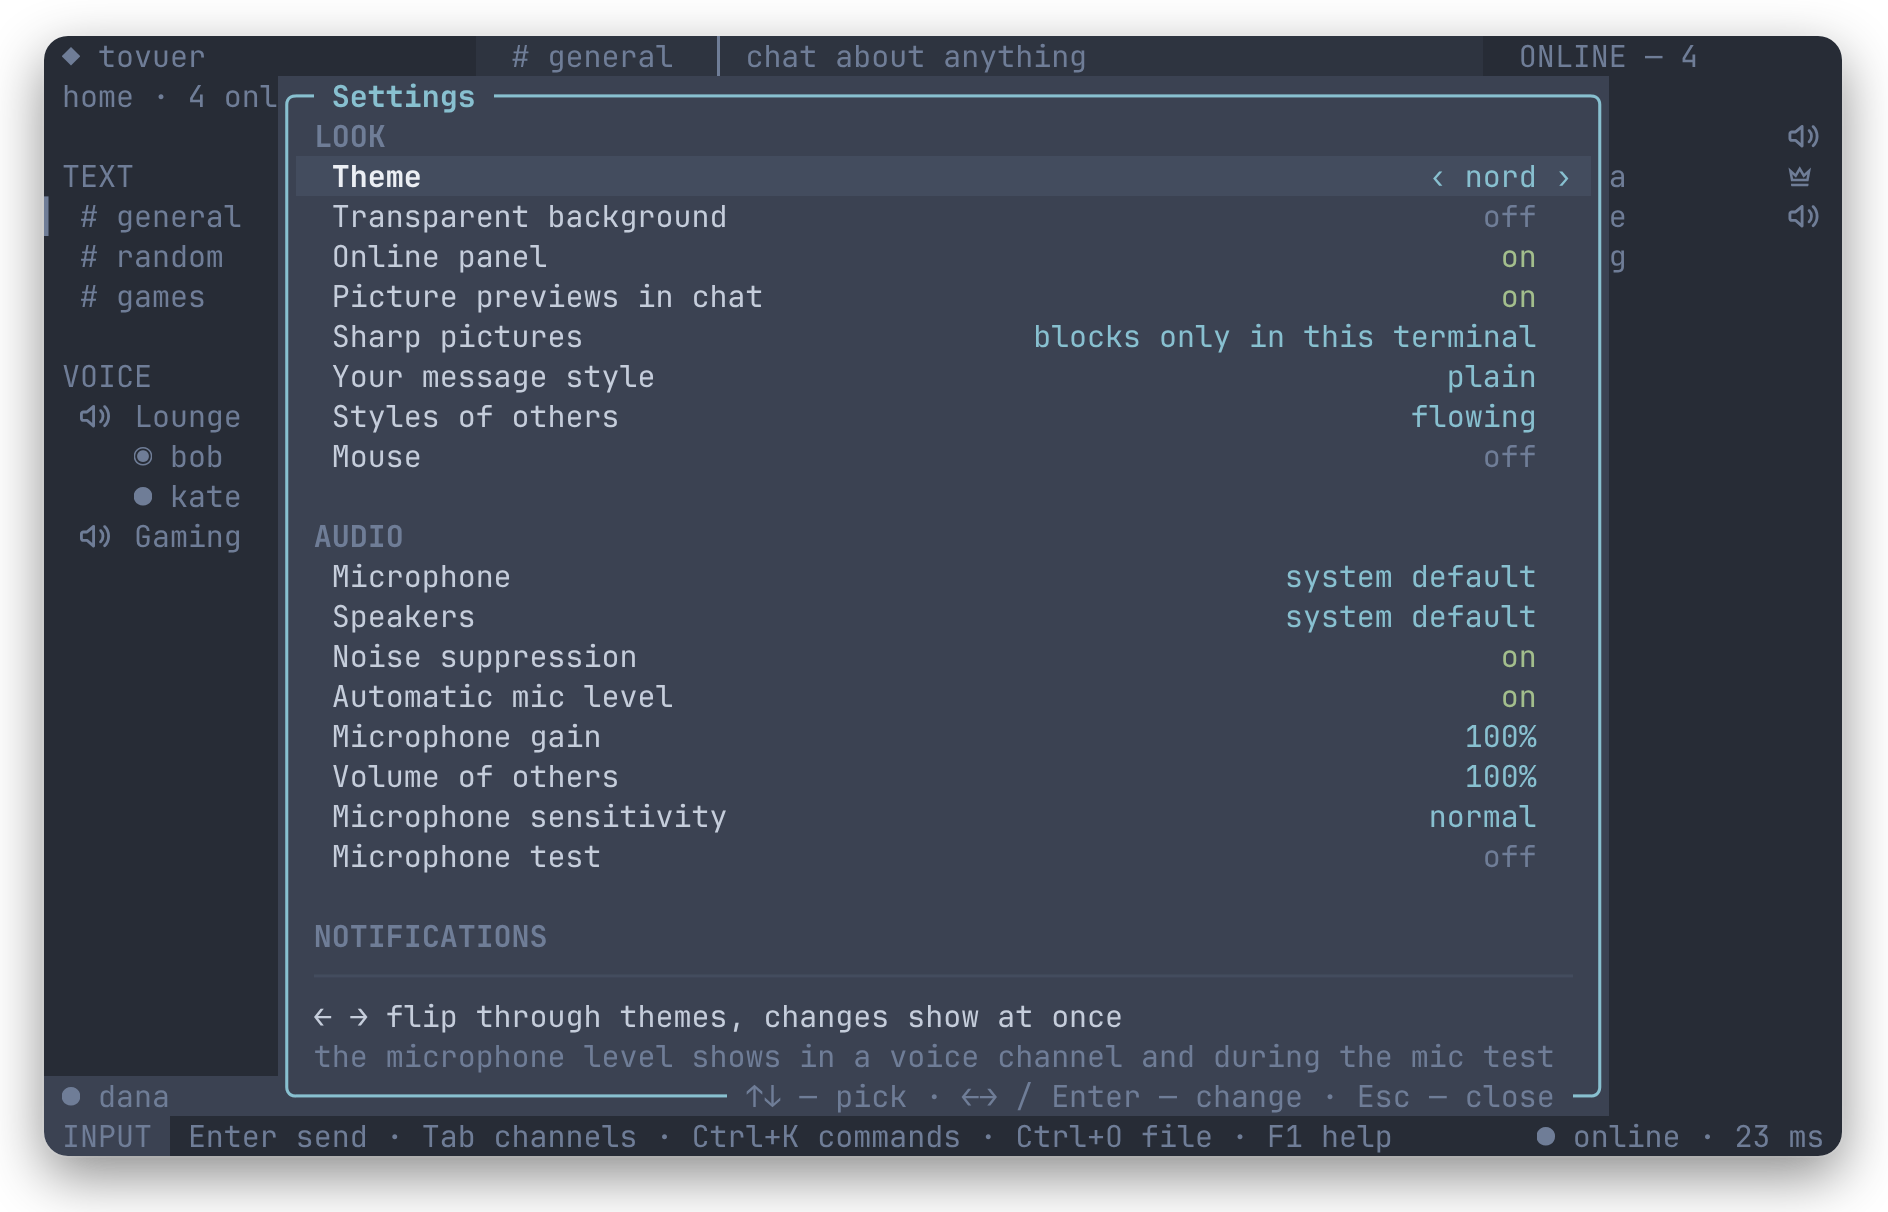 ◆ tovuer # general │ chat about anything ONLINE — 4
home · 4 onl Settings
LOOK
TEXT Theme ‹ nord › a
# general Transparent background off e
# random Online panel on g
# games Picture previews in chat on
Sharp pictures blocks only in this terminal
VOICE Your message style plain
Lounge Styles of others flowing
◉ bob Mouse off
● kate
Gaming AUDIO
Microphone system default
Speakers system default
Noise suppression on
Automatic mic level on
Microphone gain 100%
Volume of others 100%
Microphone sensitivity normal
Microphone test off
NOTIFICATIONS
← → flip through themes, changes show at once
the microphone level shows in a voice channel and during the mic test
● dana ↑↓ — pick · ←→ / Enter — change · Esc — close
INPUT Enter send · Tab channels · Ctrl+K commands · Ctrl+O file · F1 help ● online · 23 ms